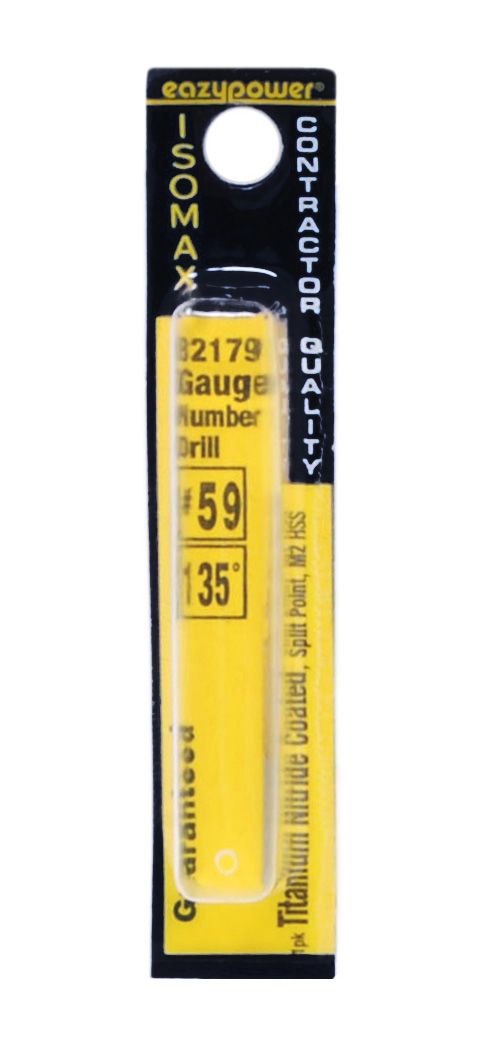 eazypower®
ISOMAX
CONTRACTOR QUALITY
82179
Gauge
Number
Drill
No. 59
135°
Guaranteed
1pk Titanium Nitride Coated, Split Point, M2 HSS